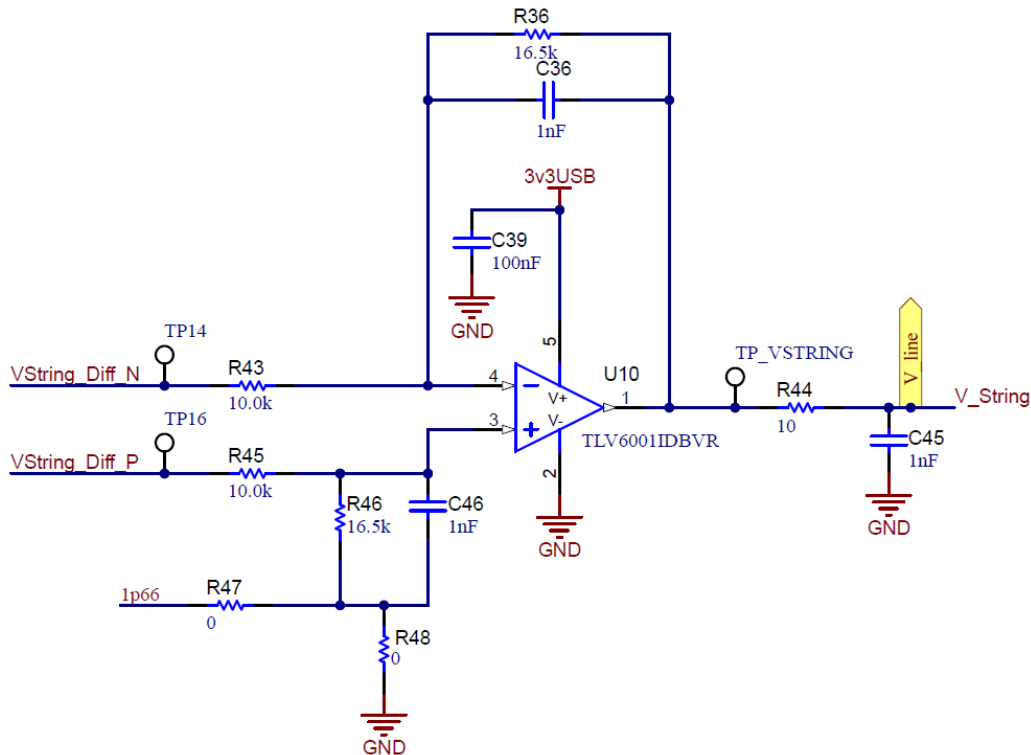 R36
16.5k
C36
1nF
3v3USB
C39
100nF
GND
TP14
VString_Diff_N
R43
10.0k
4
5
V+
V-
U10
1
TLV6001IDBVR
TP_VSTRING
R44
10
V_line
V_String
C45
1nF
GND
TP16
VString_Diff_P
R45
10.0k
3
2
GND
R46
16.5k
C46
1nF
1p66
R47
0
R48
0
GND